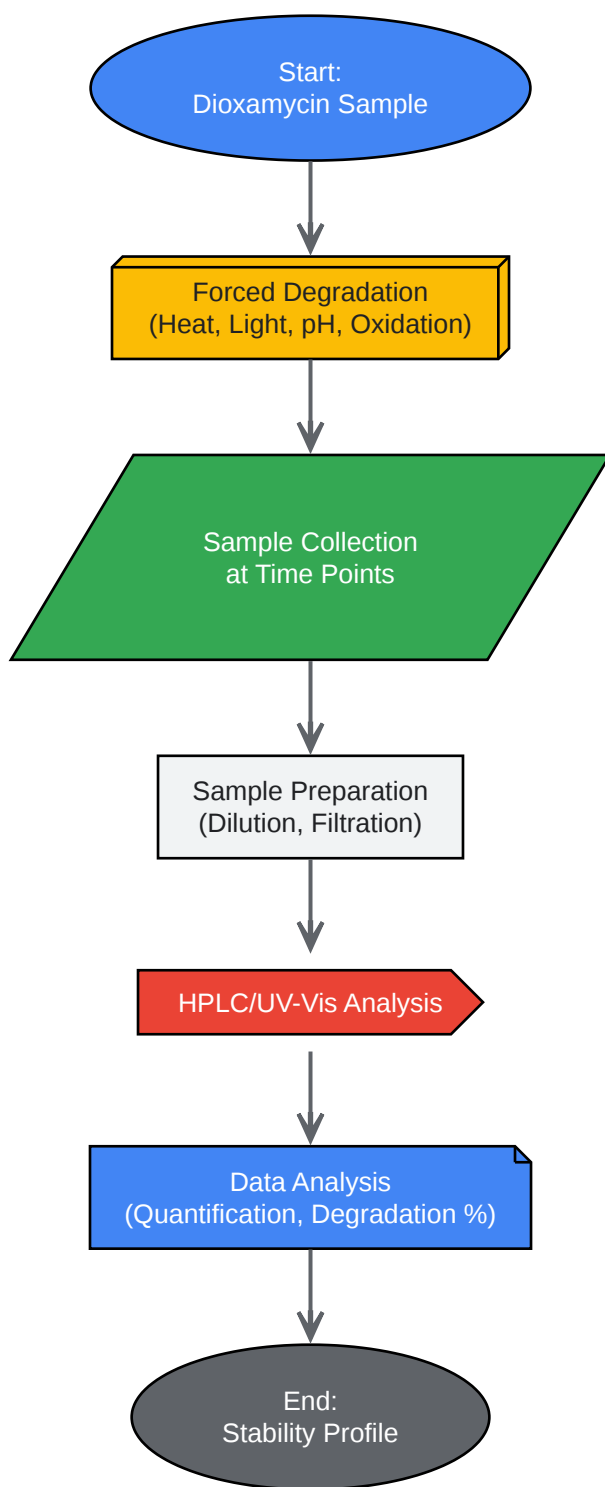 Start:
Dioxamycin Sample
Forced Degradation
(Heat, Light, pH, Oxidation)
Sample Collection
at Time Points
Sample Preparation
(Dilution, Filtration)
HPLC/UV-Vis Analysis
Data Analysis
(Quantification, Degradation %)
End:
Stability Profile